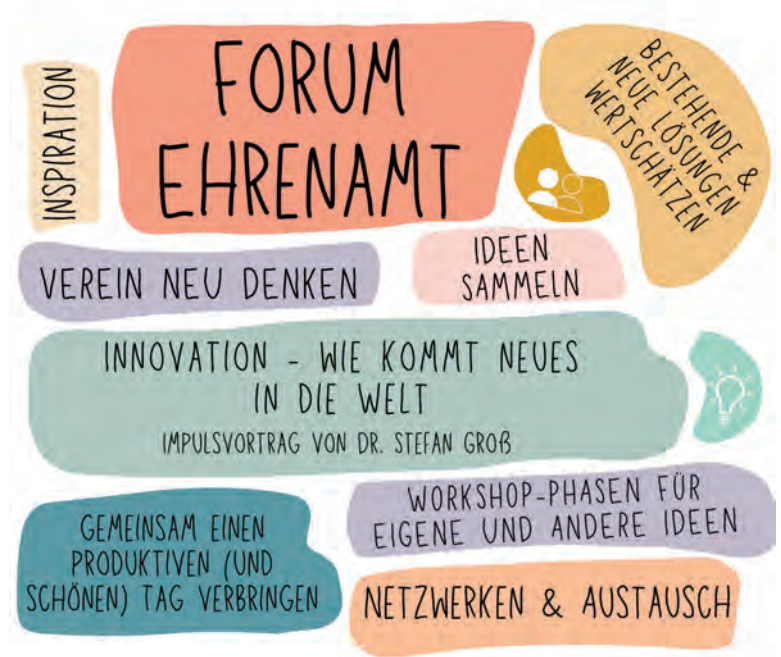 INSPIRATION
FORUM
EHRENAMT
BESTEHENDE &
NEUE LÖSUNGEN
WERTSCHÄTZEN
VEREIN NEU DENKEN
IDEEN
SAMMELN
INNOVATION - WIE KOMMT NEUES
IN DIE WELT
IMPULSVORTRAG VON DR. STEFAN GROß
GEMEINSAM EINEN
PRODUKTIVEN (UND
SCHÖNEN) TAG VERBRINGEN
WORKSHOP-PHASEN FÜR
EIGENE UND ANDERE IDEEN
NETZWERKEN & AUSTAUSCH